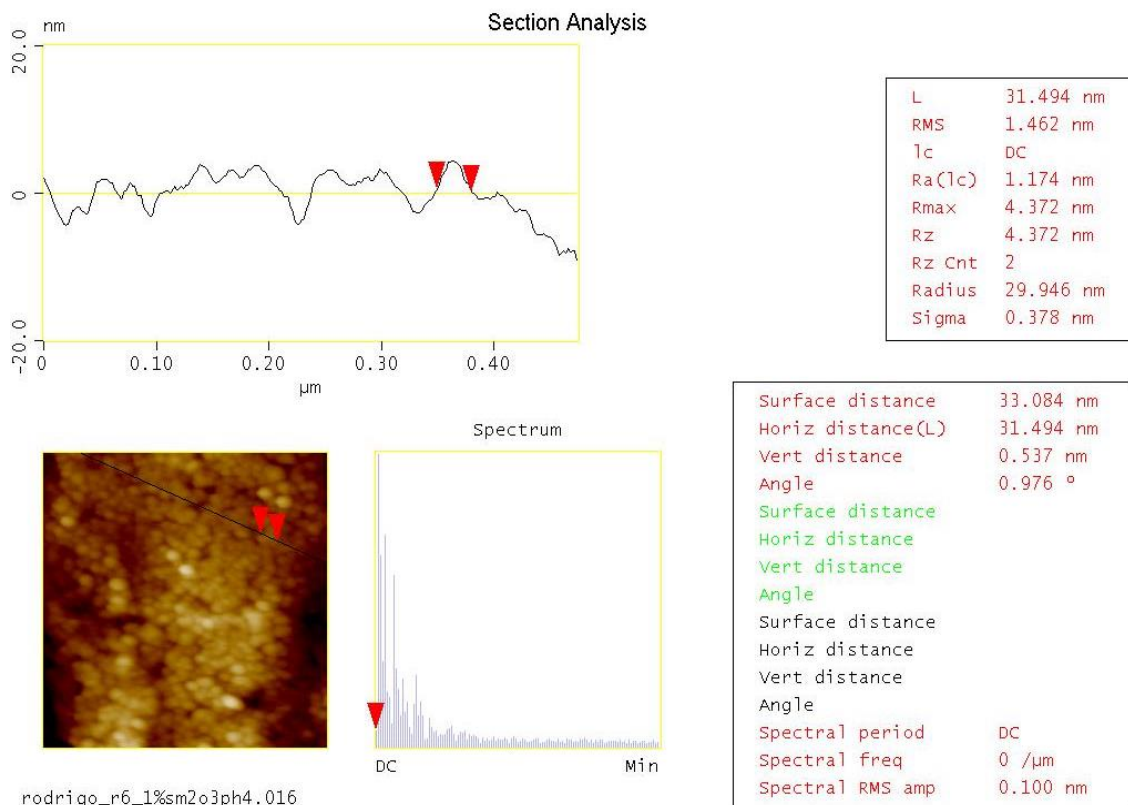 Section Analysis
nm
20.0
0
-20.0
0 0.10 0.20 0.30 0.40
µm
L 31.494 nm
RMS 1.462 nm
lc DC
Ra(lc) 1.174 nm
Rmax 4.372 nm
Rz 4.372 nm
Rz Cnt 2
Radius 29.946 nm
Sigma 0.378 nm
Spectrum
DC Min
Surface distance 33.084 nm
Horiz distance(L) 31.494 nm
Vert distance 0.537 nm
Angle 0.976 º
Surface distance
Horiz distance
Vert distance
Angle
Surface distance
Horiz distance
Vert distance
Angle
Spectral period DC
Spectral freq 0 /µm
Spectral RMS amp 0.100 nm
rodrigo_r6_1%sm2o3ph4.016